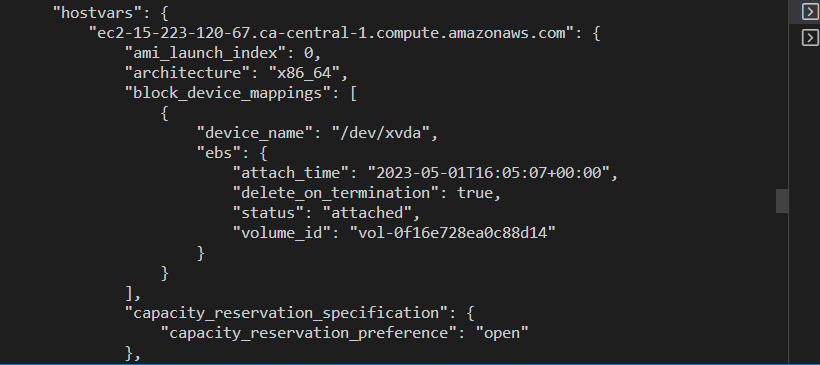 "hostvars": {
"ec2-15-223-120-67.ca-central-1.compute.amazonaws.com": {
"ami_launch_index": 0,
"architecture": "x86_64",
"block_device_mappings": [
{
"device_name": "/dev/xvda",
"ebs": {
"attach_time": "2023-05-01T16:05:07+00:00",
"delete_on_termination": true,
"status": "attached",
"volume_id": "vol-0f16e728ea0c88d14"
}
}
],
"capacity_reservation_specification": {
"capacity_reservation_preference": "open"
},